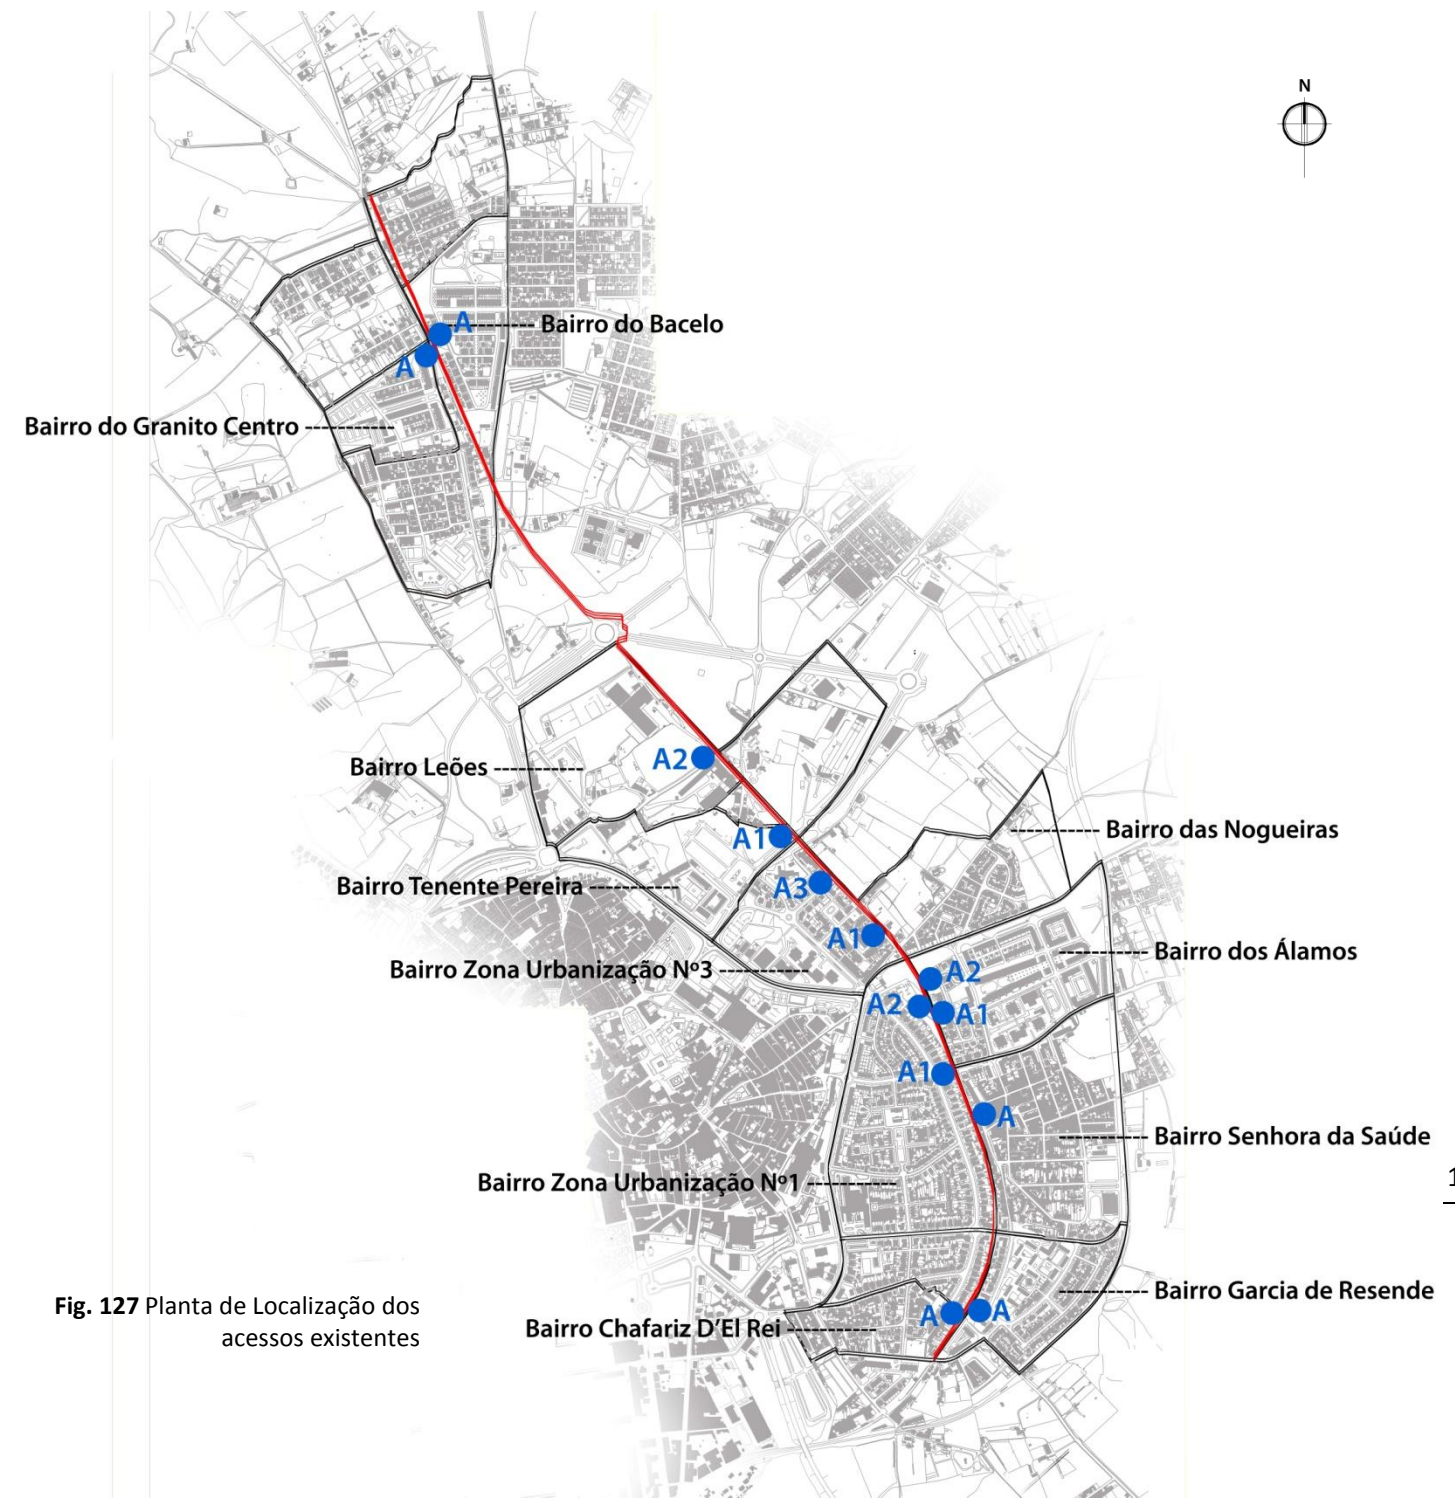 N
A
Bairro do Bacelo
A
Bairro do Granito Centro
A2
Bairro Leões
A1
Bairro das Nogueiras
A3
Bairro Tenente Pereira
A1
Bairro dos Álamos
Bairro Zona Urbanização Nº3
A2
A2
A1
A1
A
Bairro Senhora da Saúde
Bairro Zona Urbanização Nº1
1
Bairro Garcia de Resende
Fig. 127 Planta de Localização dos
acessos existentes
A
A
Bairro Chafariz D'El Rei